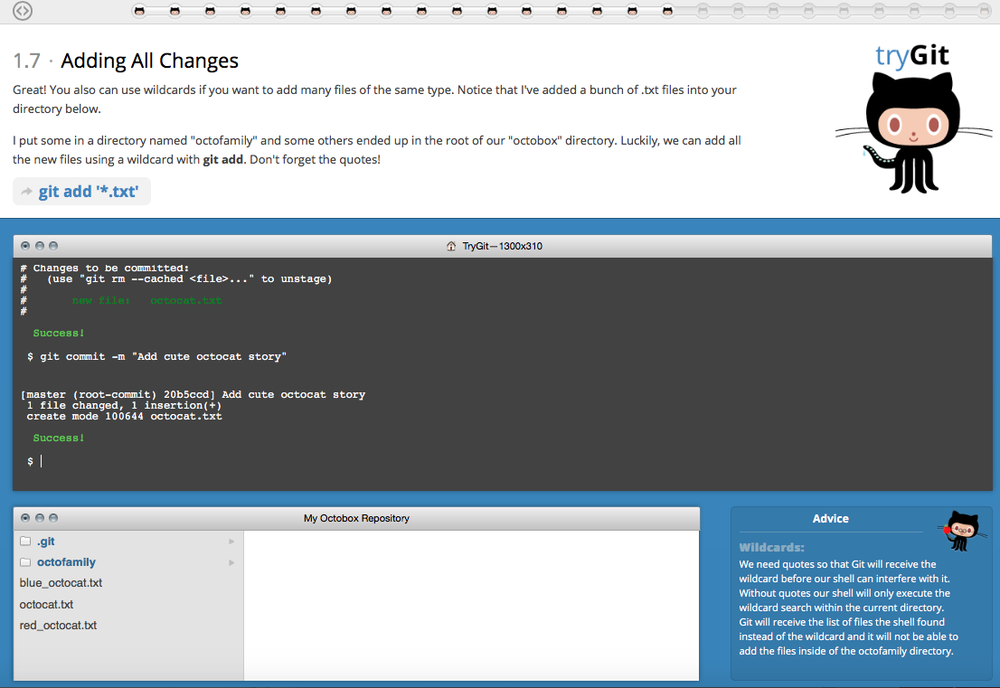 1.7 · Adding All Changes
tryGit
Great! You also can use wildcards if you want to add many files of the same type. Notice that I've added a bunch of .txt files into your
directory below.
I put some in a directory named "octofamily" and some others ended up in the root of our "octobox" directory. Luckily, we can add all
the new files using a wildcard with git add. Don't forget the quotes!
git add '*.txt'
TryGit—1300x310
# Changes to be committed:
#   (use "git rm --cached <file>..." to unstage)
#
#       new file:   octocat.txt
#
Success!
$ git commit -m "Add cute octocat story"
[master (root-commit) 20b5ccd] Add cute octocat story
1 file changed, 1 insertion(+)
create mode 100644 octocat.txt
Success!
$
My Octobox Repository
.git
octofamily
blue_octocat.txt
octocat.txt
red_octocat.txt
Advice
Wildcards:
We need quotes so that Git will receive the
wildcard before our shell can interfere with it.
Without quotes our shell will only execute the
wildcard search within the current directory.
Git will receive the list of files the shell found
instead of the wildcard and it will not be able to
add the files inside of the octofamily directory.